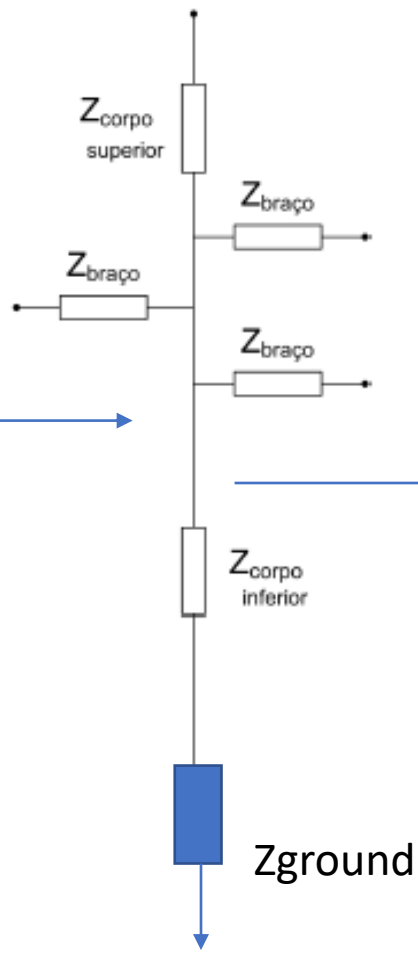 Zcorpo
superior
Zbraço
Zbraço
Zbraço
Zcorpo
inferior
Zground